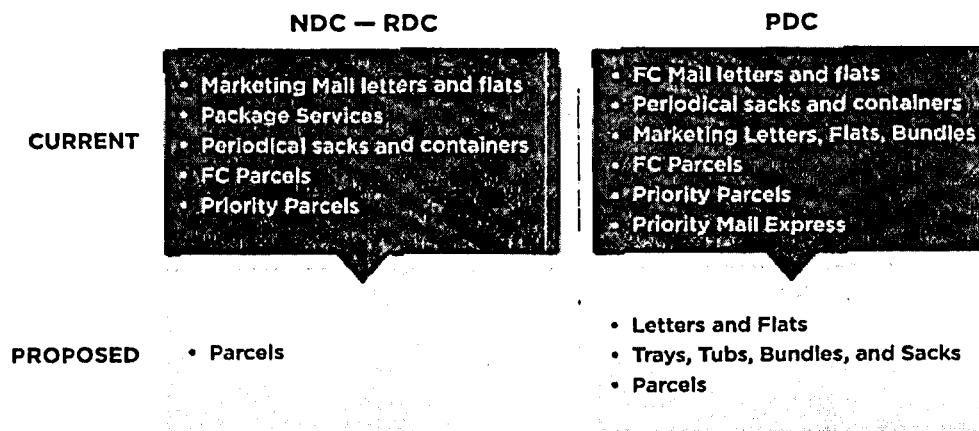 NDC — RDC
PDC
CURRENT
• Marketing Mail letters and flats
• Package Services
• Periodical sacks and containers
• FC Parcels
• Priority Parcels
• FC Mail letters and flats
• Periodical sacks and containers
• Marketing Letters, Flats, Bundles
• FC Parcels
• Priority Parcels
• Priority Mail Express
PROPOSED
• Parcels
• Letters and Flats
• Trays, Tubs, Bundles, and Sacks
• Parcels